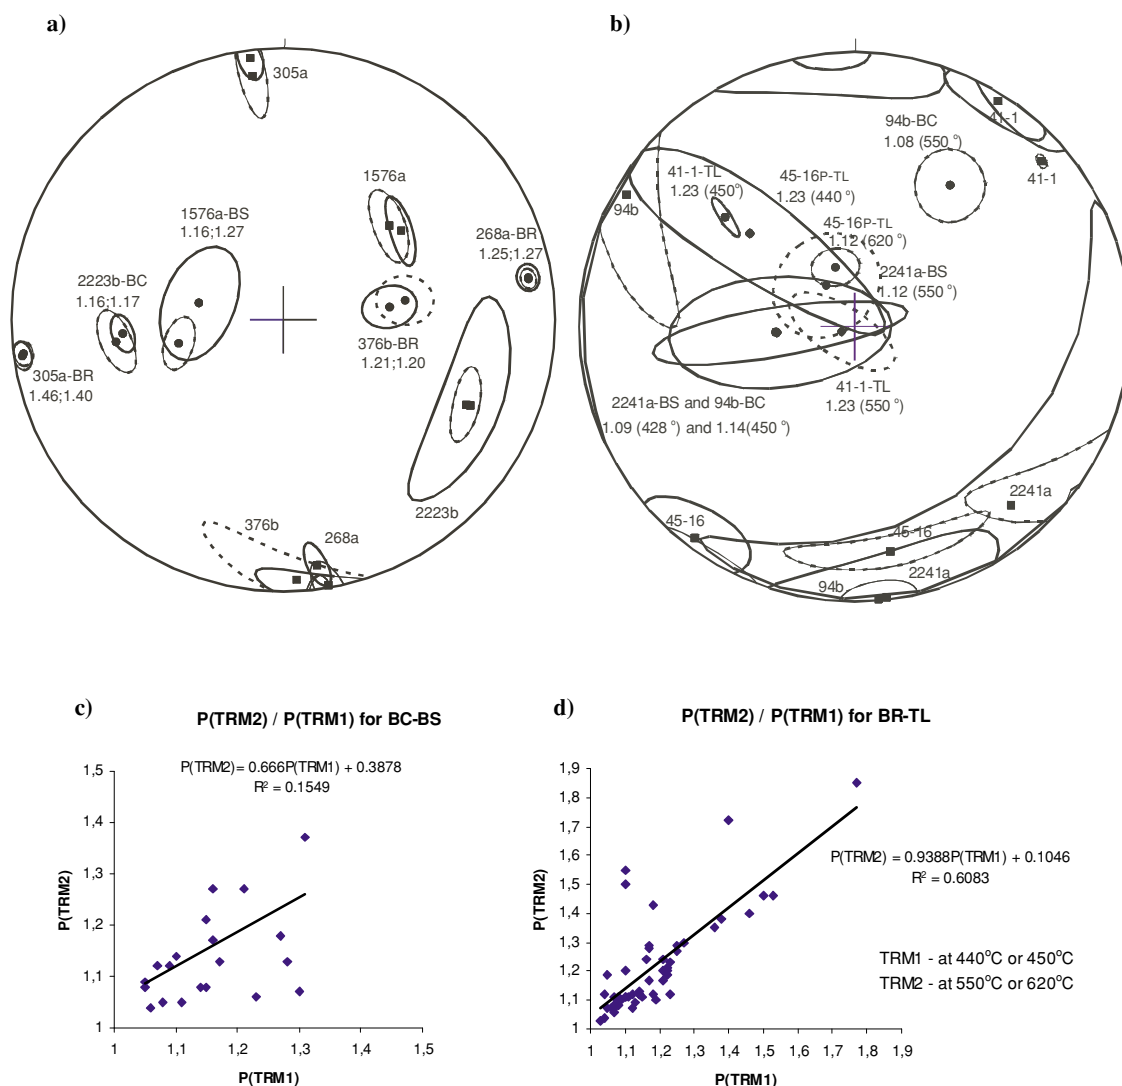 a)
305a
1576a
1576a-BS
1.16;1.27
268a-BR
1.25;1.27
2223b-BC
1.16;1.17
376b-BR
1.21;1.20
305a-BR
1.46;1.40
2223b
376b
268a
b)
94b-BC
1.08 (550°)
41-1
41-1
41-1-TL
1.23 (450°)
45-16P-TL
1.23 (440°)
94b
45-16P-TL
1.12 (620°)
2241a-BS
1.12 (550°)
41-1-TL
1.23 (550°)
2241a-BS and 94b-BC
1.09 (428°) and 1.14(450°)
2241a
45-16
45-16
2241a
94b
c)
P(TRM2) / P(TRM1) for BC-BS
P(TRM2)= 0.666P(TRM1) + 0.3878
R² = 0.1549
P(TRM2)
1,5
1,4
1,3
1,2
1,1
1
1
1,1
1,2
1,3
1,4
1,5
P(TRM1)
d)
P(TRM2) / P(TRM1) for BR-TL
P(TRM2) = 0.9388P(TRM1) + 0.1046
R² = 0.6083
TRM1 - at 440°C or 450°C
TRM2 - at 550°C or 620°C
P(TRM2)
1,9
1,8
1,7
1,6
1,5
1,4
1,3
1,2
1,1
1
1
1,1
1,2
1,3
1,4
1,5
1,6
1,7
1,8
1,9
P(TRM1)